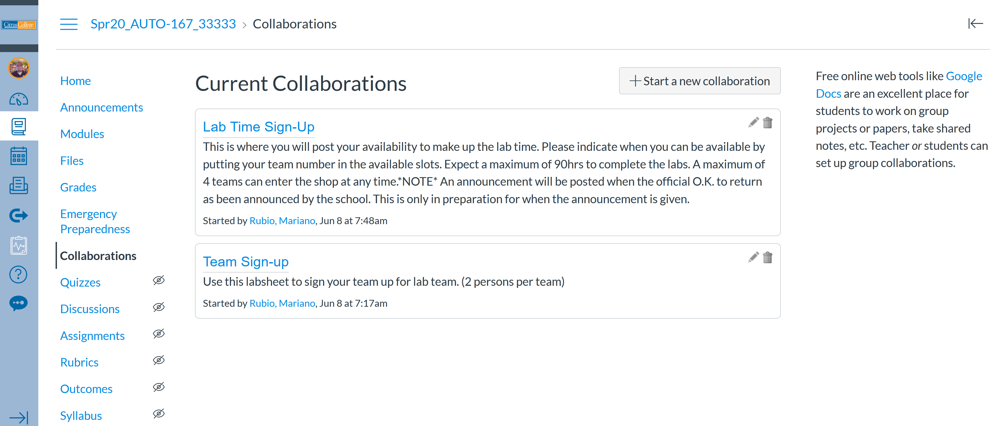 CitrusCollege
Spr20_AUTO-167_33333 > Collaborations
Home
Announcements
Modules
Files
Grades
Emergency
Preparedness
Collaborations
Quizzes
Discussions
Assignments
Rubrics
Outcomes
Syllabus
Current Collaborations
Start a new collaboration
Lab Time Sign-Up
This is where you will post your availability to make up the lab time. Please indicate when you can be available by
putting your team number in the available slots. Expect a maximum of 90hrs to complete the labs. A maximum of
4 teams can enter the shop at any time.*NOTE* An announcement will be posted when the official O.K. to return
as been announced by the school. This is only in preparation for when the announcement is given.
Started by Rubio, Mariano, Jun 8 at 7:48am
Team Sign-up
Use this labsheet to sign your team up for lab team. (2 persons per team)
Started by Rubio, Mariano, Jun 8 at 7:17am
Free online web tools like Google
Docs are an excellent place for
students to work on group
projects or papers, take shared
notes, etc. Teacher or students can
set up group collaborations.